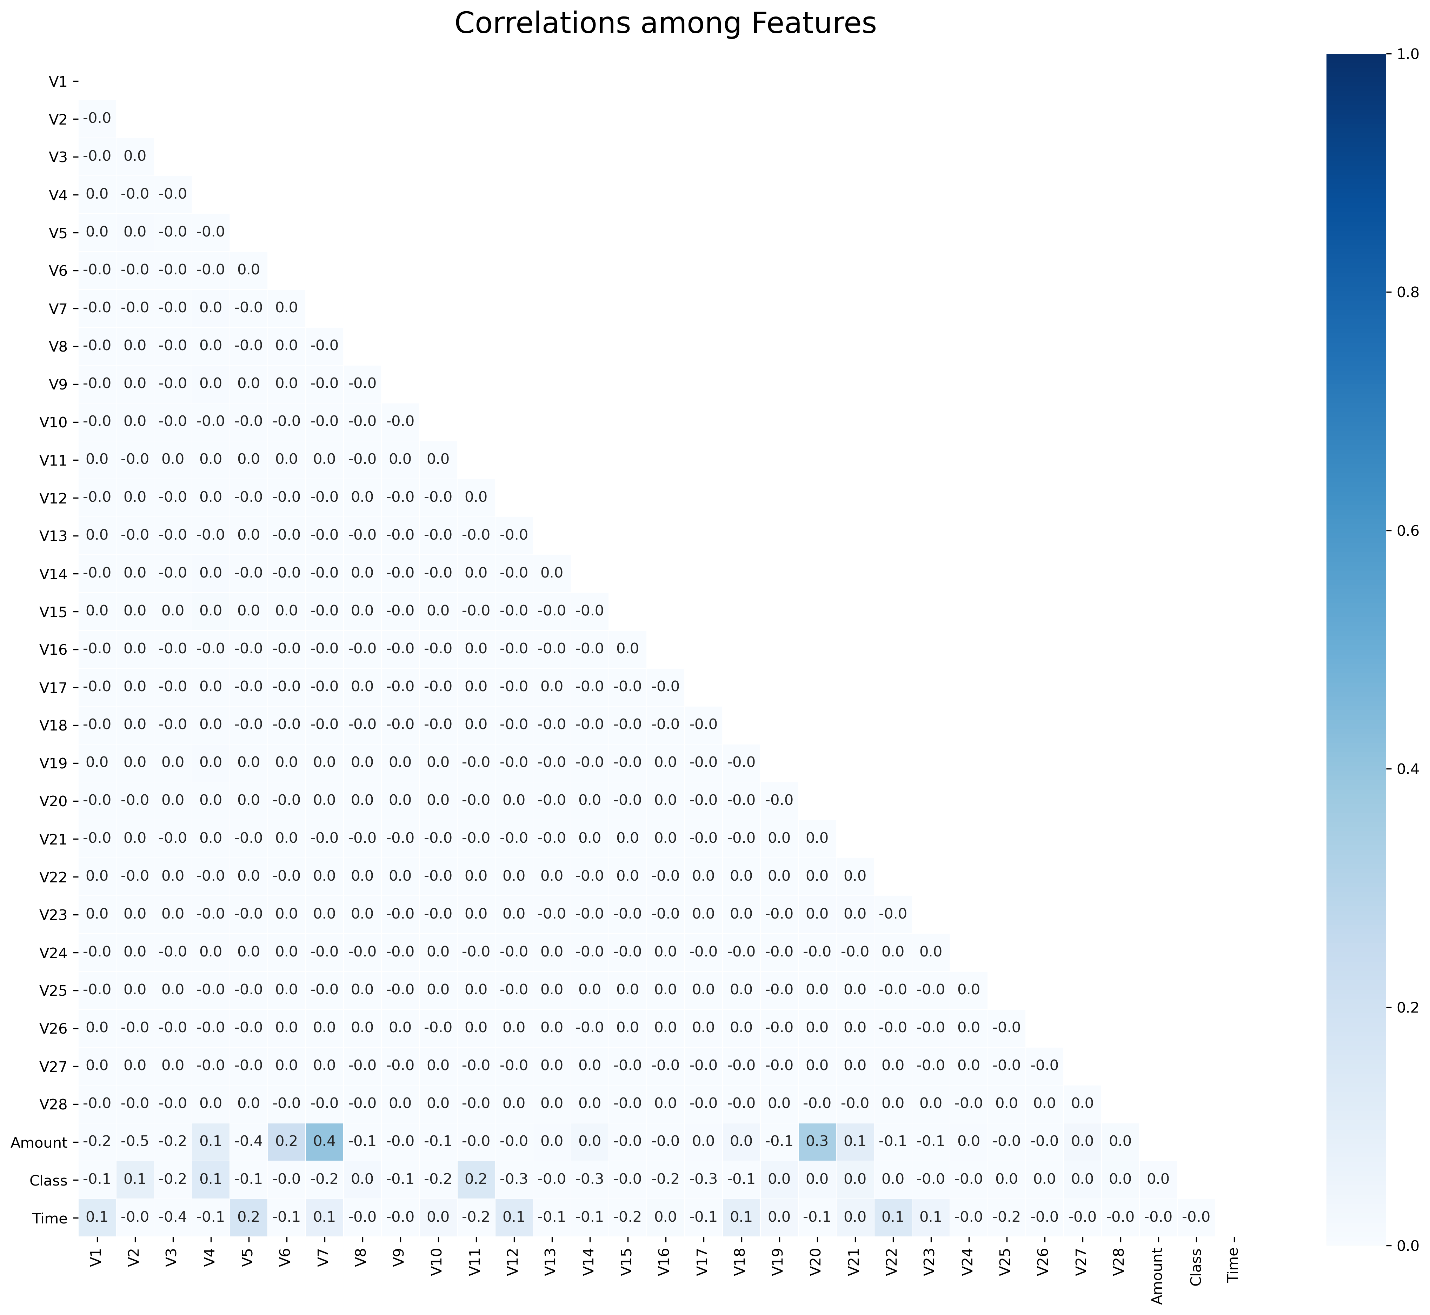 Correlations among Features
V1
V2 -0.0
V3 -0.0 0.0
V4 0.0 -0.0 -0.0
V5 0.0 0.0 -0.0 -0.0
V6 -0.0 -0.0 -0.0 -0.0 0.0
V7 -0.0 -0.0 -0.0 0.0 -0.0 0.0
V8 -0.0 0.0 -0.0 0.0 -0.0 0.0 -0.0
V9 -0.0 0.0 -0.0 0.0 0.0 0.0 -0.0 -0.0
V10 -0.0 0.0 -0.0 -0.0 -0.0 -0.0 -0.0 -0.0 -0.0
V11 0.0 -0.0 0.0 0.0 0.0 0.0 0.0 -0.0 0.0 0.0
V12 -0.0 0.0 -0.0 -0.0 -0.0 -0.0 -0.0 0.0 -0.0 -0.0 0.0
V13 0.0 -0.0 -0.0 -0.0 0.0 -0.0 -0.0 -0.0 -0.0 -0.0 -0.0 -0.0
V14 -0.0 0.0 -0.0 0.0 -0.0 -0.0 -0.0 0.0 -0.0 -0.0 0.0 -0.0 0.0
V15 0.0 0.0 0.0 0.0 0.0 0.0 -0.0 0.0 -0.0 0.0 -0.0 -0.0 -0.0 -0.0
V16 -0.0 0.0 -0.0 -0.0 -0.0 -0.0 -0.0 -0.0 -0.0 -0.0 0.0 -0.0 -0.0 -0.0 0.0
V17 -0.0 0.0 -0.0 0.0 -0.0 -0.0 -0.0 0.0 -0.0 -0.0 0.0 -0.0 0.0 -0.0 -0.0 -0.0
V18 -0.0 0.0 -0.0 0.0 -0.0 -0.0 -0.0 0.0 -0.0 -0.0 0.0 -0.0 -0.0 -0.0 -0.0 -0.0 -0.0
V19 0.0 0.0 0.0 0.0 0.0 0.0 0.0 0.0 0.0 0.0 -0.0 -0.0 -0.0 -0.0 -0.0 0.0 -0.0 -0.0
V20 -0.0 -0.0 0.0 0.0 0.0 -0.0 0.0 0.0 0.0 0.0 -0.0 0.0 -0.0 0.0 -0.0 0.0 -0.0 -0.0 -0.0
V21 -0.0 0.0 -0.0 0.0 -0.0 0.0 -0.0 -0.0 -0.0 -0.0 0.0 -0.0 0.0 -0.0 0.0 0.0 -0.0 -0.0 0.0 0.0
V22 0.0 -0.0 0.0 -0.0 0.0 -0.0 0.0 0.0 0.0 -0.0 -0.0 0.0 0.0 -0.0 0.0 -0.0 0.0 0.0 0.0 0.0 0.0
V23 0.0 0.0 0.0 -0.0 -0.0 0.0 0.0 0.0 -0.0 -0.0 0.0 0.0 -0.0 -0.0 0.0 -0.0 0.0 0.0 -0.0 0.0 0.0 -0.0
V24 -0.0 0.0 -0.0 0.0 0.0 0.0 -0.0 -0.0 0.0 0.0 -0.0 0.0 0.0 -0.0 0.0 0.0 -0.0 -0.0 -0.0 -0.0 -0.0 0.0 0.0
V25 -0.0 0.0 0.0 -0.0 -0.0 0.0 -0.0 0.0 0.0 0.0 -0.0 0.0 -0.0 0.0 0.0 0.0 0.0 0.0 -0.0 0.0 0.0 -0.0 -0.0 0.0
V26 0.0 -0.0 -0.0 -0.0 0.0 0.0 0.0 0.0 0.0 -0.0 0.0 0.0 0.0 -0.0 0.0 0.0 0.0 -0.0 0.0 -0.0 0.0 -0.0 -0.0 0.0 -0.0
V27 0.0 0.0 0.0 -0.0 -0.0 0.0 0.0 -0.0 -0.0 0.0 -0.0 -0.0 0.0 0.0 -0.0 -0.0 -0.0 -0.0 -0.0 0.0 0.0 0.0 -0.0 0.0 -0.0 -0.0
V28 -0.0 -0.0 -0.0 0.0 0.0 -0.0 -0.0 -0.0 0.0 0.0 -0.0 0.0 0.0 -0.0 0.0 0.0 0.0 0.0 0.0 -0.0 -0.0 0.0 0.0 -0.0 0.0 0.0 0.0
Amount -0.2 -0.5 -0.2 0.1 -0.4 0.2 0.4 -0.1 -0.0 -0.1 -0.0 -0.0 0.0 0.0 -0.0 -0.0 0.0 0.0 -0.1 0.3 0.1 -0.1 -0.1 0.0 -0.0 -0.0 0.0 0.0
Class -0.1 0.1 -0.2 0.1 -0.1 -0.0 -0.2 0.0 -0.1 -0.2 0.2 -0.3 -0.0 -0.3 -0.0 -0.2 -0.3 -0.1 0.0 0.0 0.0 0.0 -0.0 -0.0 0.0 0.0 0.0 0.0 0.0
Time 0.1 -0.0 -0.4 -0.1 0.2 -0.1 0.1 -0.0 -0.0 0.0 -0.2 0.1 -0.1 -0.1 -0.2 0.0 -0.1 0.1 0.0 -0.1 0.0 0.1 0.1 -0.0 -0.2 -0.0 -0.0 -0.0 -0.0 -0.0
V1 V2 V3 V4 V5 V6 V7 V8 V9 V10 V11 V12 V13 V14 V15 V16 V17 V18 V19 V20 V21 V22 V23 V24 V25 V26 V27 V28 Amount Class Time
1.0
0.8
0.6
0.4
0.2
0.0